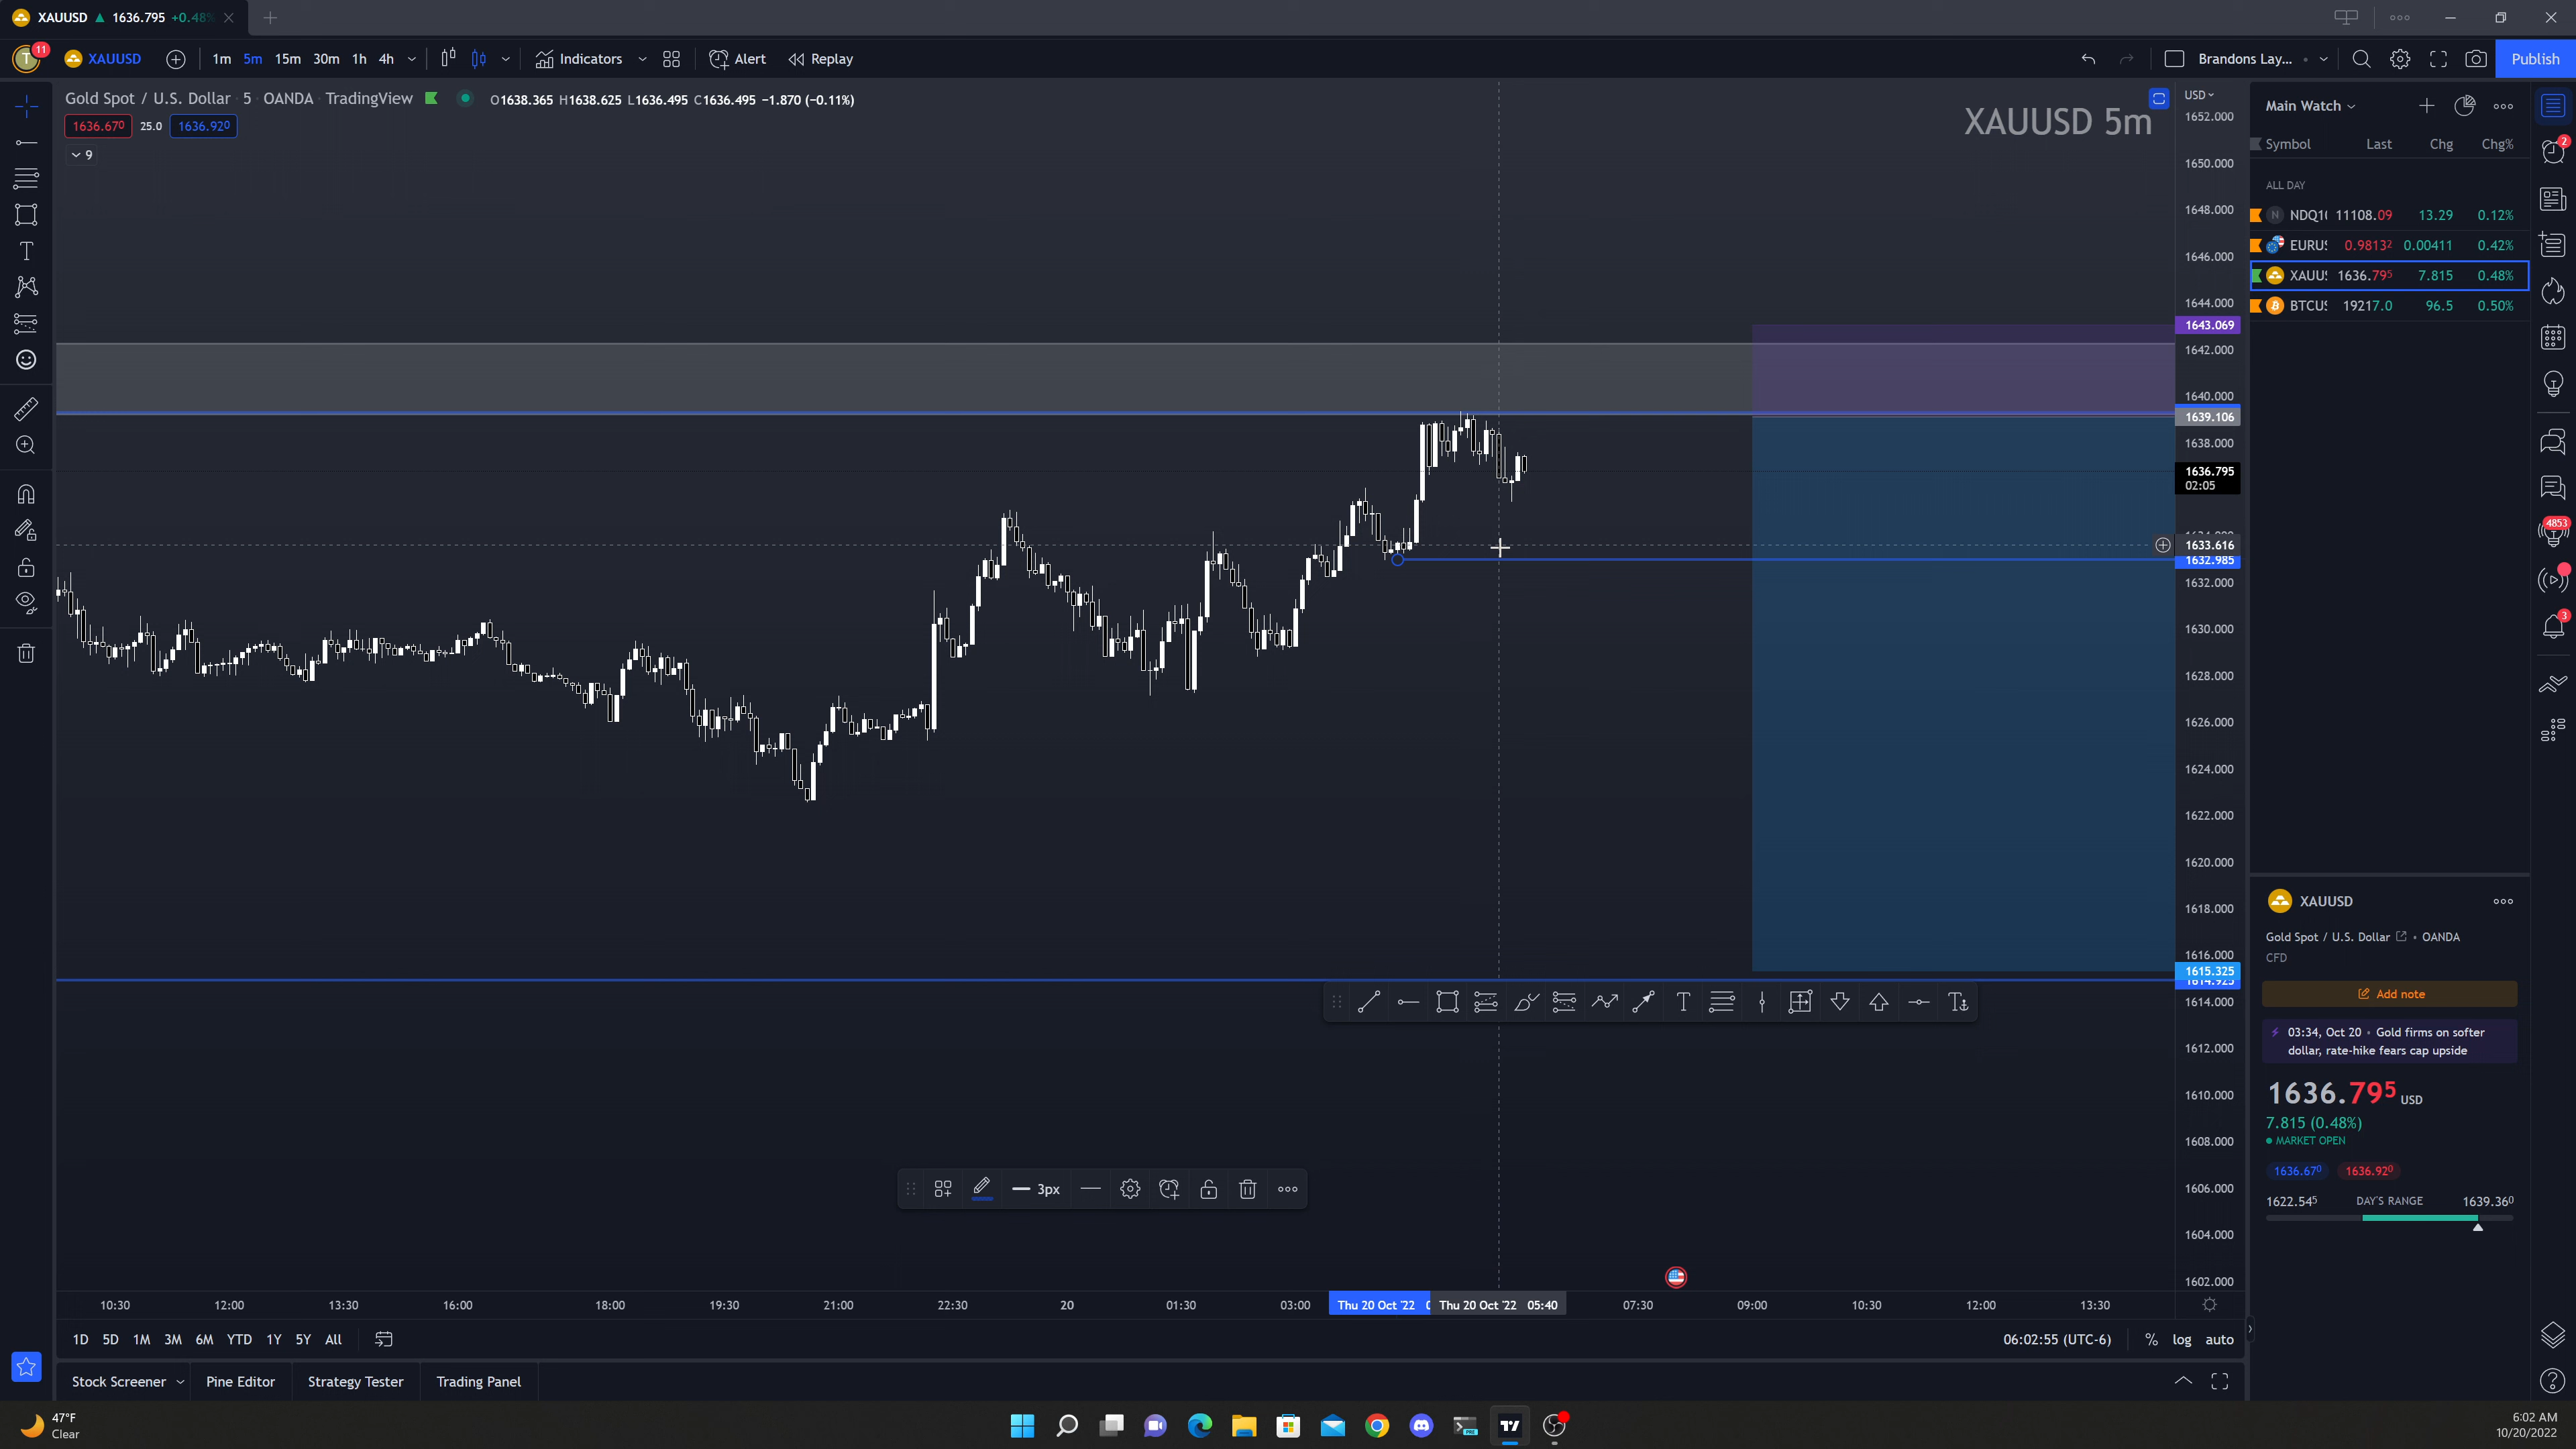 XAUUSD ▲ 1636.795 +0.48%
11
T XAUUSD 1m 5m 15m 30m 1h 4h Indicators Alert Replay Brandons Lay... Publish
Gold Spot / U.S. Dollar 5 OANDA TradingView O1638.365 H1638.625 L1636.495 C1636.495 −1.870 (−0.11%)
1636.670 25.0 1636.920
9
XAUUSD 5m
USD
1652.000
1650.000
1648.000
1646.000
1644.000
1643.069
1642.000
1640.000
1639.106
1638.000
1636.795
02:05
1633.616
1632.985
1632.000
1630.000
1628.000
1626.000
1624.000
1622.000
1620.000
1618.000
1616.000
1615.325
1614.000
1612.000
1610.000
1608.000
1606.000
1604.000
1602.000
Main Watch
Symbol Last Chg Chg%
ALL DAY
N NDQ1 11108.09 13.29 0.12%
EURUS 0.98132 0.00411 0.42%
XAUUS 1636.795 7.815 0.48%
BTCUS 19217.0 96.5 0.50%
2
4853
3
XAUUSD
Gold Spot / U.S. Dollar • OANDA
CFD
Add note
03:34, Oct 20 • Gold firms on softer
dollar, rate-hike fears cap upside
1636.795 USD
7.815 (0.48%)
MARKET OPEN
1636.670 1636.920
1622.545 DAY'S RANGE 1639.360
3px
10:30 12:00 13:30 16:00 18:00 19:30 21:00 22:30 20 01:30 03:00 Thu 20 Oct '22 Thu 20 Oct '22 05:40 07:30 09:00 10:30 12:00 13:30
1D 5D 1M 3M 6M YTD 1Y 5Y All 06:02:55 (UTC-6) % log auto
Stock Screener Pine Editor Strategy Tester Trading Panel
47°F
Clear
PRE
6:02 AM
10/20/2022